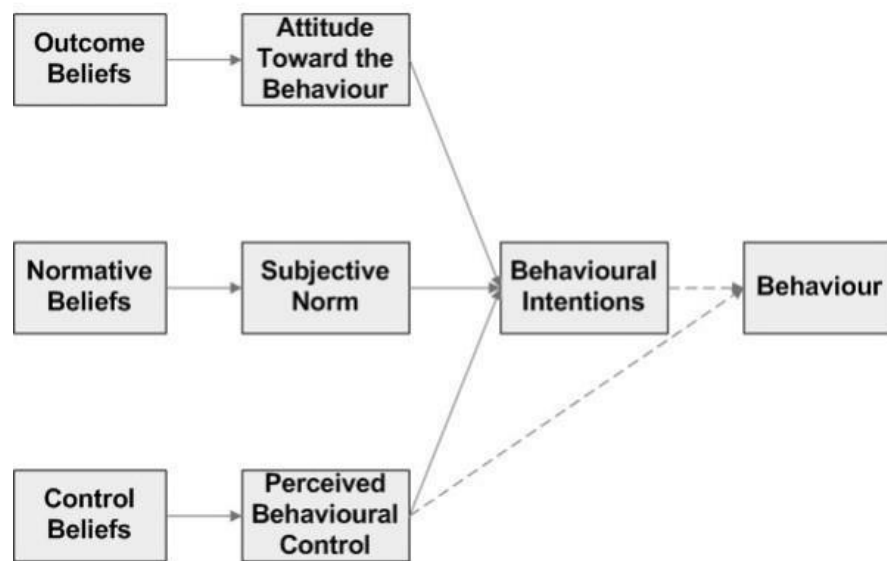 Outcome
Beliefs
Attitude
Toward the
Behaviour
Normative
Beliefs
Subjective
Norm
Behavioural
Intentions
Behaviour
Control
Beliefs
Perceived
Behavioural
Control